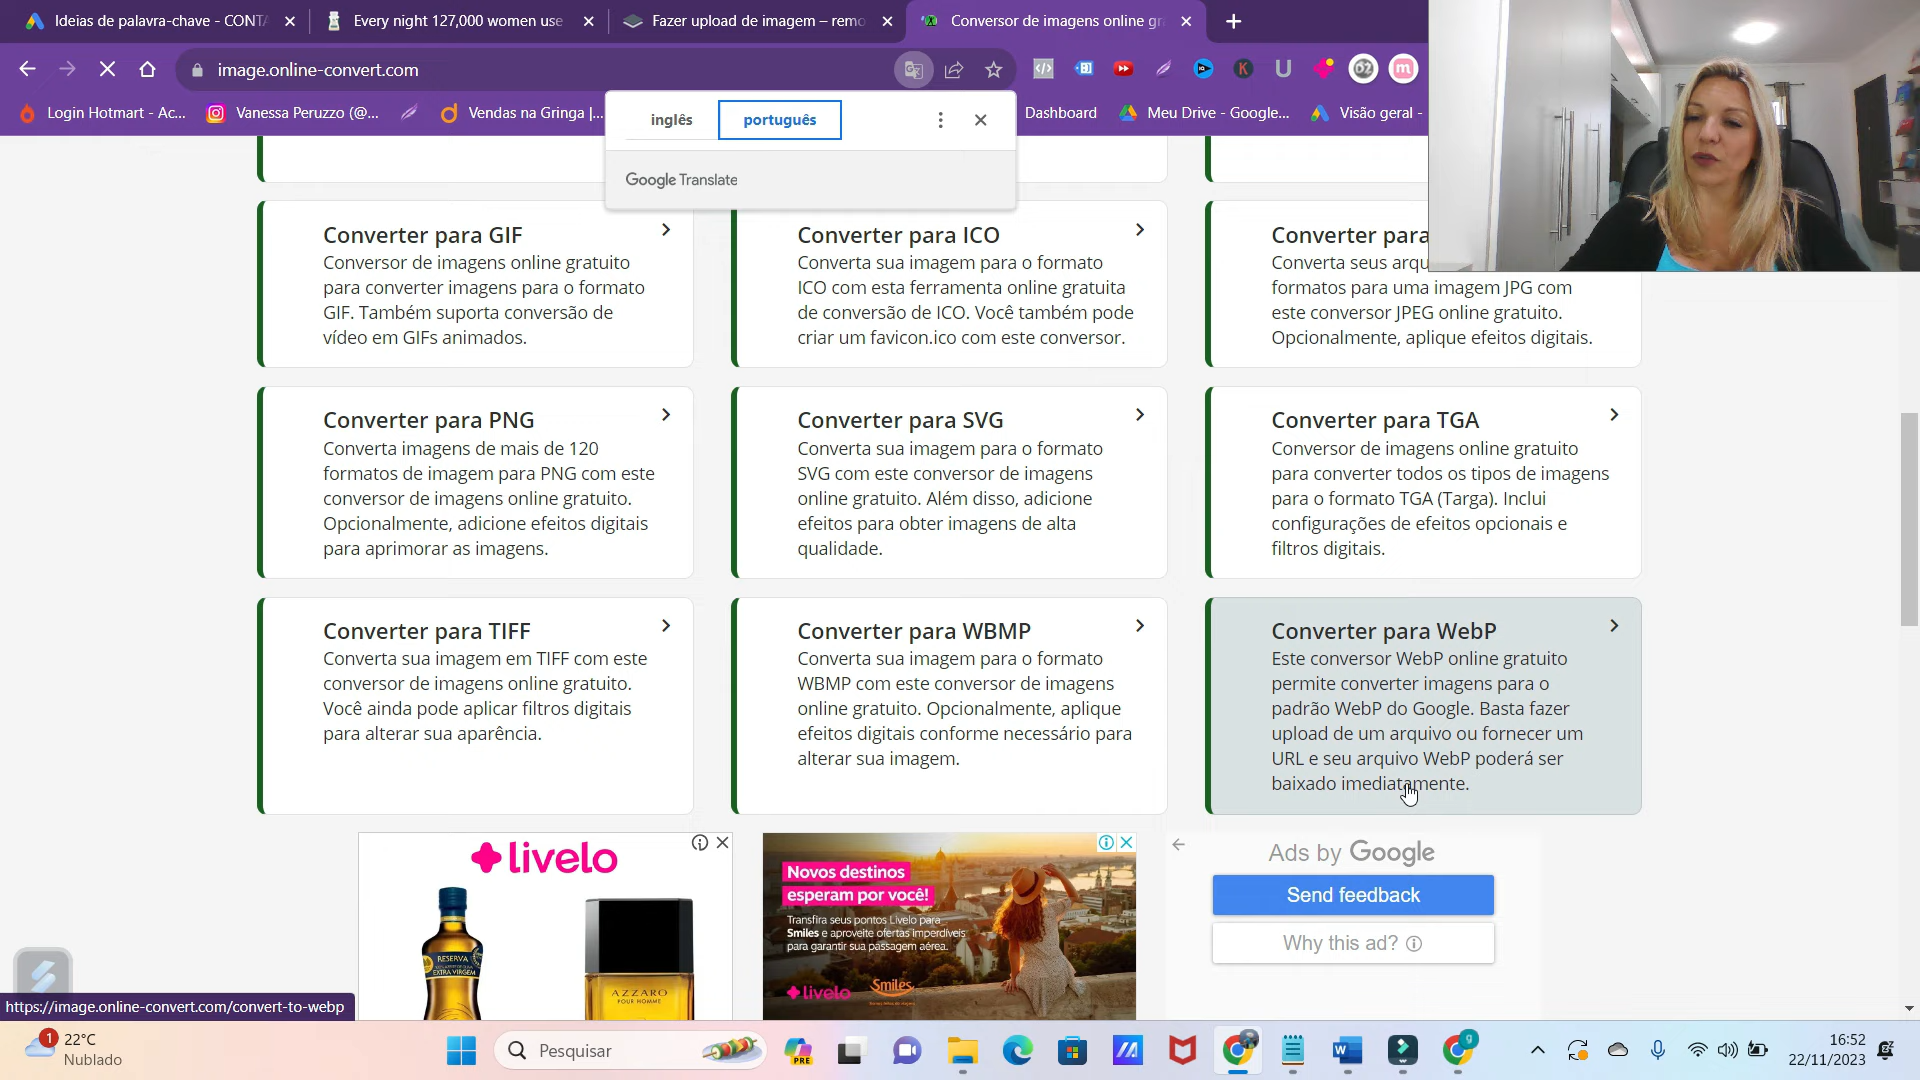 Ideias de palavra-chave - CONTA
Every night 127,000 women use
Fazer upload de imagem – remo
Conversor de imagens online gr
image.online-convert.com
Login Hotmart - Ac...
Vanessa Peruzzo (@...
Vendas na Gringa |...
Dashboard
Meu Drive - Google...
Visão geral -
inglês
português
Google Translate
Converter para GIF
Conversor de imagens online gratuito
para converter imagens para o formato
GIF. Também suporta conversão de
vídeo em GIFs animados.
Converter para ICO
Converta sua imagem para o formato
ICO com esta ferramenta online gratuita
de conversão de ICO. Você também pode
criar um favicon.ico com este conversor.
Converter para
Converta seus arqu
formatos para uma imagem JPG com
este conversor JPEG online gratuito.
Opcionalmente, aplique efeitos digitais.
Converter para PNG
Converta imagens de mais de 120
formatos de imagem para PNG com este
conversor de imagens online gratuito.
Opcionalmente, adicione efeitos digitais
para aprimorar as imagens.
Converter para SVG
Converta sua imagem para o formato
SVG com este conversor de imagens
online gratuito. Além disso, adicione
efeitos para obter imagens de alta
qualidade.
Converter para TGA
Conversor de imagens online gratuito
para converter todos os tipos de imagens
para o formato TGA (Targa). Inclui
configurações de efeitos opcionais e
filtros digitais.
Converter para TIFF
Converta sua imagem em TIFF com este
conversor de imagens online gratuito.
Você ainda pode aplicar filtros digitais
para alterar sua aparência.
Converter para WBMP
Converta sua imagem para o formato
WBMP com este conversor de imagens
online gratuito. Opcionalmente, aplique
efeitos digitais conforme necessário para
alterar sua imagem.
Converter para WebP
Este conversor WebP online gratuito
permite converter imagens para o
padrão WebP do Google. Basta fazer
upload de um arquivo ou fornecer um
URL e seu arquivo WebP poderá ser
baixado imediatamente.
livelo
RESERVA
EXTRA VIRGEM
AZZARO
POUR HOMME
Novos destinos
esperam por você!
Transfira seus pontos Livelo para
Smiles e aproveite ofertas imperdíveis
para garantir sua passagem aérea.
livelo
Smiles
Ads by Google
Send feedback
Why this ad?
https://image.online-convert.com/convert-to-webp
1
22°C
Nublado
Pesquisar
PRE
16:52
22/11/2023